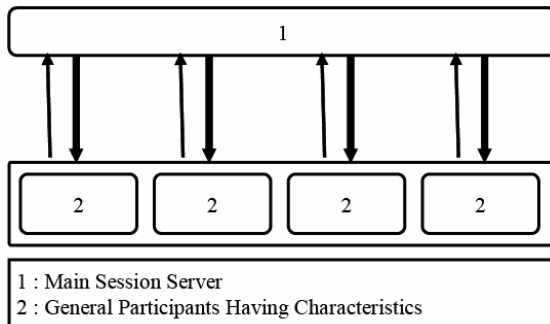 1
2 2 2 2
1 : Main Session Server
2 : General Participants Having Characteristics